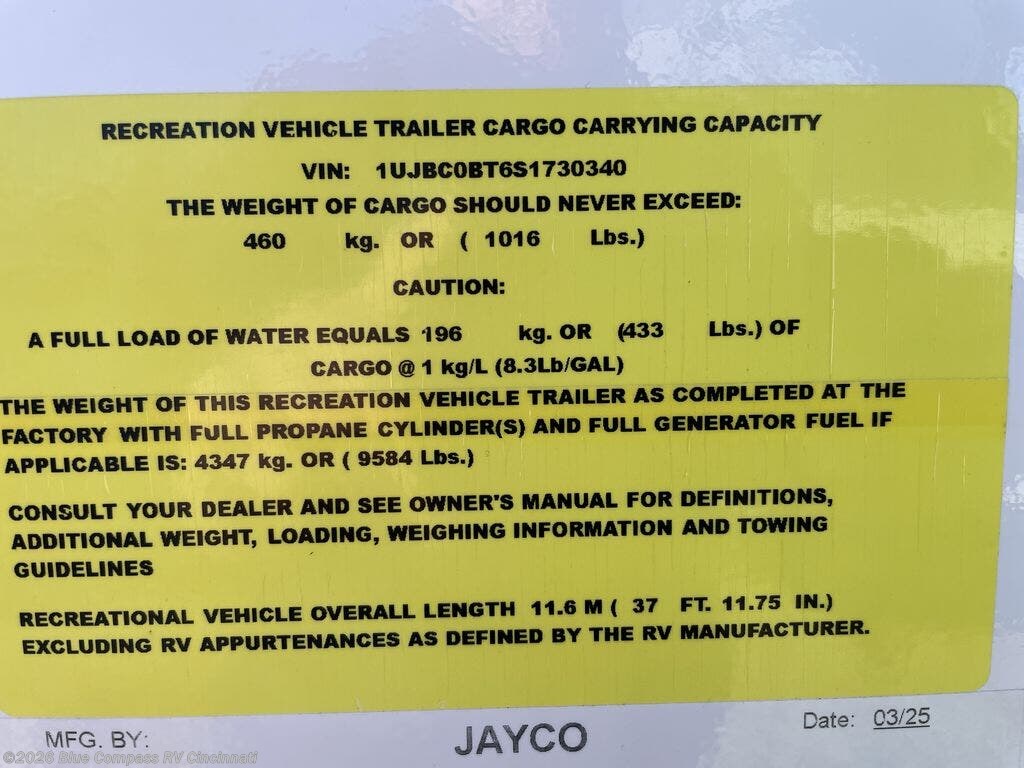 RECREATION VEHICLE TRAILER CARGO CARRYING CAPACITY
VIN: 1UJBC0BT6S1730340
THE WEIGHT OF CARGO SHOULD NEVER EXCEED:
460 kg. OR ( 1016 Lbs.)
CAUTION:
A FULL LOAD OF WATER EQUALS 196 kg. OR (433 Lbs.) OF
CARGO @ 1 kg/L (8.3Lb/GAL)
THE WEIGHT OF THIS RECREATION VEHICLE TRAILER AS COMPLETED AT THE
FACTORY WITH FULL PROPANE CYLINDER(S) AND FULL GENERATOR FUEL IF
APPLICABLE IS: 4347 kg. OR ( 9584 Lbs.)
CONSULT YOUR DEALER AND SEE OWNER'S MANUAL FOR DEFINITIONS,
ADDITIONAL WEIGHT, LOADING, WEIGHING INFORMATION AND TOWING
GUIDELINES
RECREATIONAL VEHICLE OVERALL LENGTH 11.6 M ( 37 FT. 11.75 IN.)
EXCLUDING RV APPURTENANCES AS DEFINED BY THE RV MANUFACTURER.
MFG. BY: JAYCO Date: 03/25
©2026 Blue Compass RV Cincinnati